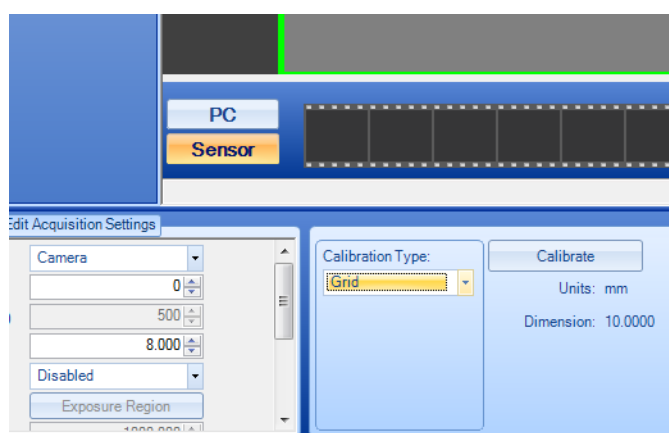 PC
Sensor
Edit Acquisition Settings
Camera
0
500
8.000
Disabled
Exposure Region
Calibration Type:
Grid
Calibrate
Units: mm
Dimension: 10.0000